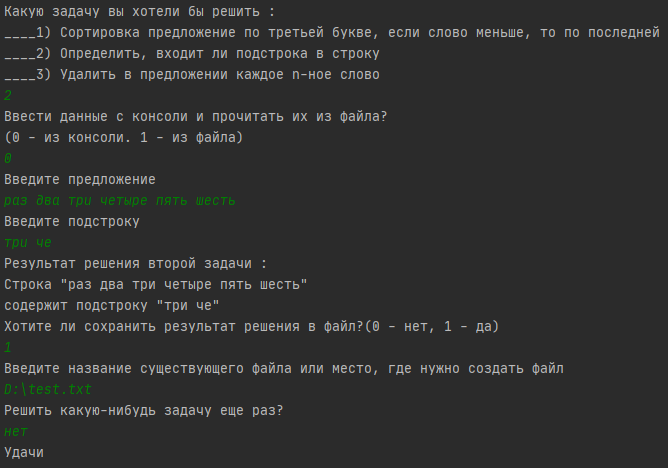 Какую задачу вы хотели бы решить :
____1) Сортировка предложение по третьей букве, если слово меньше, то по последней
____2) Определить, входит ли подстрока в строку
____3) Удалить в предложении каждое n-ное слово
2
Ввести данные с консоли и прочитать их из файла?
(0 - из консоли. 1 - из файла)
0
Введите предложение
раз два три четыре пять шесть
Введите подстроку
три че
Результат решения второй задачи :
Строка "раз два три четыре пять шесть"
содержит подстроку "три че"
Хотите ли сохранить результат решения в файл?(0 - нет, 1 - да)
1
Введите название существующего файла или место, где нужно создать файл
D:\test.txt
Решить какую-нибудь задачу еще раз?
нет
Удачи